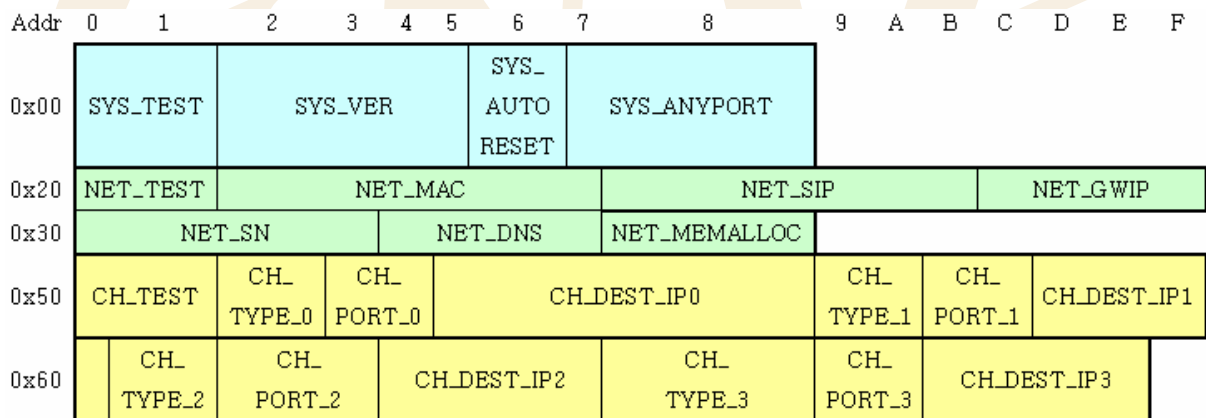 Addr 0 1 2 3 4 5 6 7 8 9 A B C D E F
0x00 SYS_TEST SYS_VER SYS_ AUTO RESET SYS_ANYPORT
0x20 NET_TEST NET_MAC NET_SIP NET_GWIP
0x30 NET_SN NET_DNS NET_MEMALLOC
0x50 CH_TEST CH_ TYPE_0 CH_ PORT_0 CH_DEST_IP0 CH_ TYPE_1 CH_ PORT_1 CH_DEST_IP1
0x60 CH_ TYPE_2 CH_ PORT_2 CH_DEST_IP2 CH_ TYPE_3 CH_ PORT_3 CH_DEST_IP3